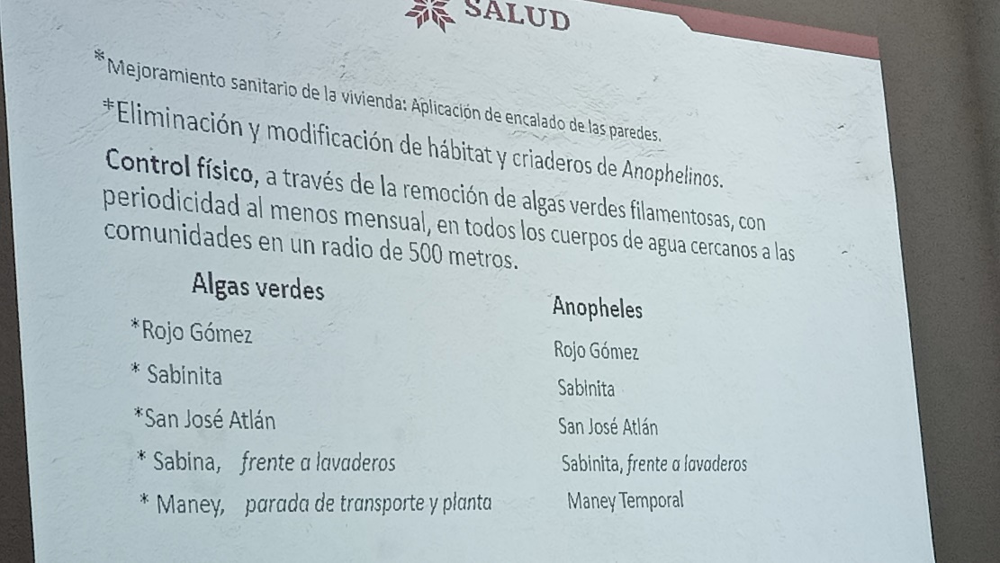 SALUD
*Mejoramiento sanitario de la vivienda: Aplicación de encalado de las paredes.
*Eliminación y modificación de hábitat y criaderos de Anophelinos.
Control físico, a través de la remoción de algas verdes filamentosas, con
periodicidad al menos mensual, en todos los cuerpos de agua cercanos a las
comunidades en un radio de 500 metros.
Algas verdes
*Rojo Gómez
* Sabinita
*San José Atlán
* Sabina, frente a lavaderos
* Maney, parada de transporte y planta
Anopheles
Rojo Gómez
Sabinita
San José Atlán
Sabinita, frente a lavaderos
Maney Temporal